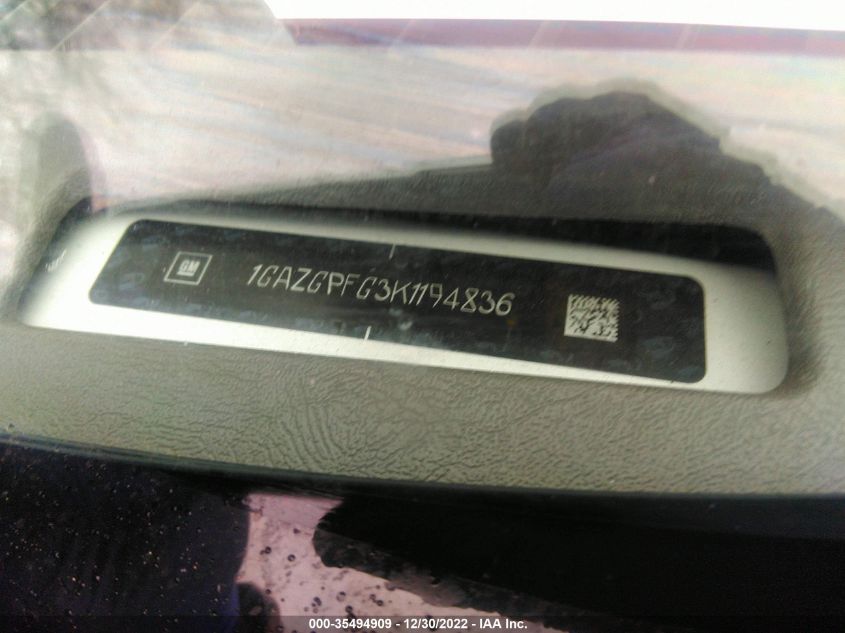 GM
1GAZGPFG3K1194836
000-35494909 - 12/30/2022 - IAA Inc.